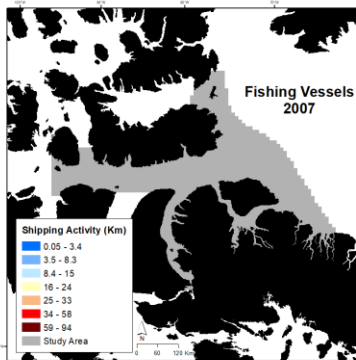 Fishing Vessels
2007
Shipping Activity (Km)
0.05 - 3.4
3.5 - 8.3
8.4 - 15
16 - 24
25 - 33
34 - 58
59 - 94
Study Area
N
0 60 120 Km